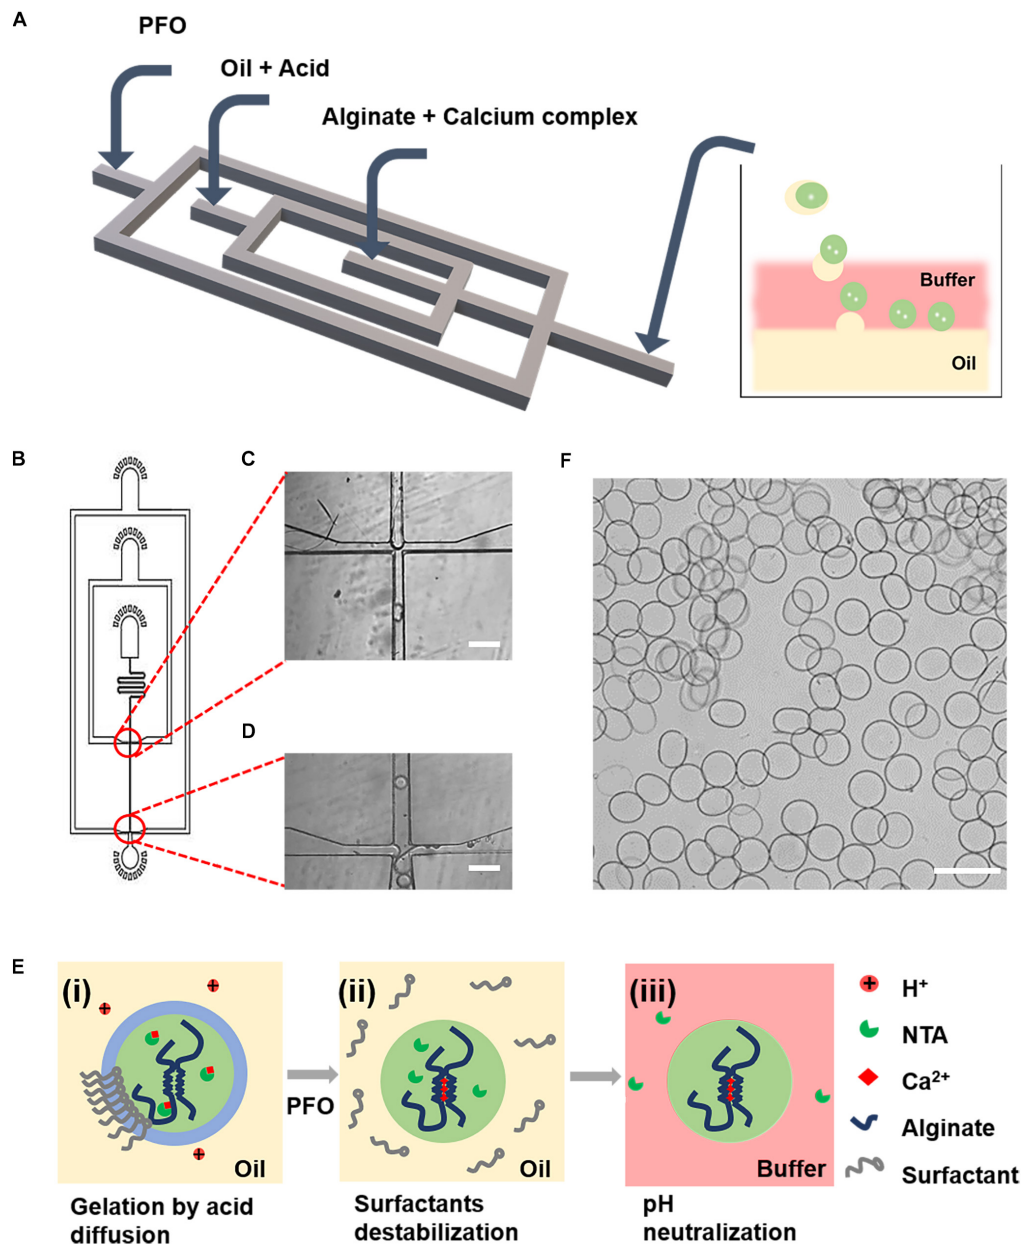 A
PFO
Oil + Acid
Alginate + Calcium complex
Buffer
Oil
B
C
D
F
E
(i)
Oil
Gelation by acid
diffusion
PFO
(ii)
Oil
Surfactants
destabilization
(iii)
Buffer
pH
neutralization
H⁺
NTA
Ca²⁺
Alginate
Surfactant